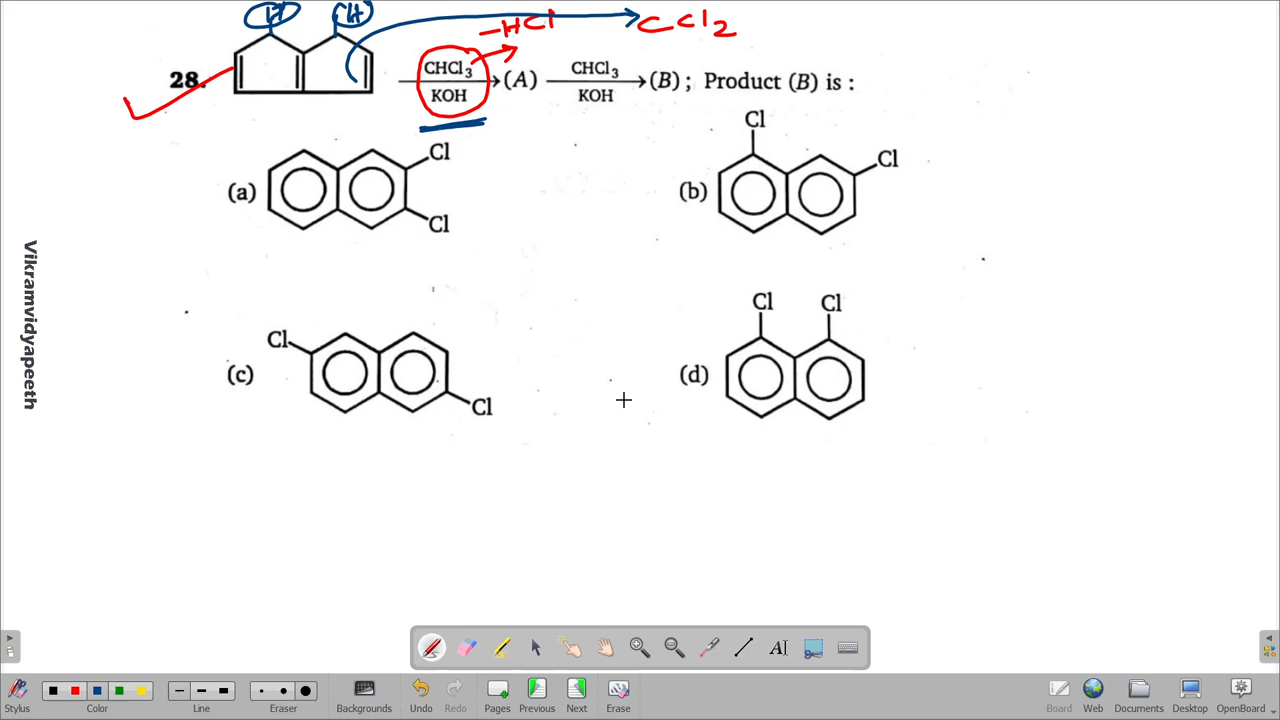 H H
–HCl CCl2
28. CHCl3 KOH (A) CHCl3 KOH (B) ; Product (B) is :
(a) Cl Cl
(b) Cl Cl
(c) Cl Cl
(d) Cl Cl
Vikramvidyapeeth
Stylus Color Line Eraser Backgrounds Undo Redo Pages Previous Next Erase Board Web Documents Desktop OpenBoard